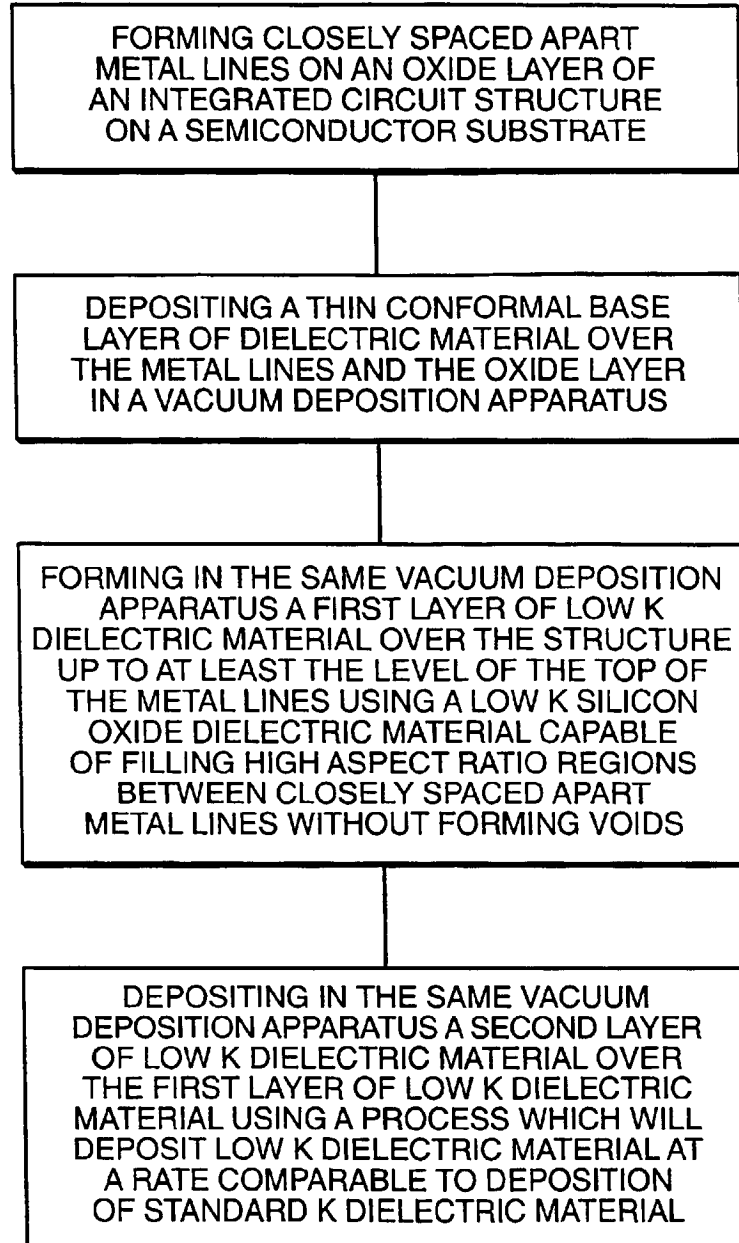 FORMING CLOSELY SPACED APART
METAL LINES ON AN OXIDE LAYER OF
AN INTEGRATED CIRCUIT STRUCTURE
ON A SEMICONDUCTOR SUBSTRATE
DEPOSITING A THIN CONFORMAL BASE
LAYER OF DIELECTRIC MATERIAL OVER
THE METAL LINES AND THE OXIDE LAYER
IN A VACUUM DEPOSITION APPARATUS
FORMING IN THE SAME VACUUM DEPOSITION
APPARATUS A FIRST LAYER OF LOW K
DIELECTRIC MATERIAL OVER THE STRUCTURE
UP TO AT LEAST THE LEVEL OF THE TOP OF
THE METAL LINES USING A LOW K SILICON
OXIDE DIELECTRIC MATERIAL CAPABLE
OF FILLING HIGH ASPECT RATIO REGIONS
BETWEEN CLOSELY SPACED APART
METAL LINES WITHOUT FORMING VOIDS
DEPOSITING IN THE SAME VACUUM
DEPOSITION APPARATUS A SECOND LAYER
OF LOW K DIELECTRIC MATERIAL OVER
THE FIRST LAYER OF LOW K DIELECTRIC
MATERIAL USING A PROCESS WHICH WILL
DEPOSIT LOW K DIELECTRIC MATERIAL AT
A RATE COMPARABLE TO DEPOSITION
OF STANDARD K DIELECTRIC MATERIAL